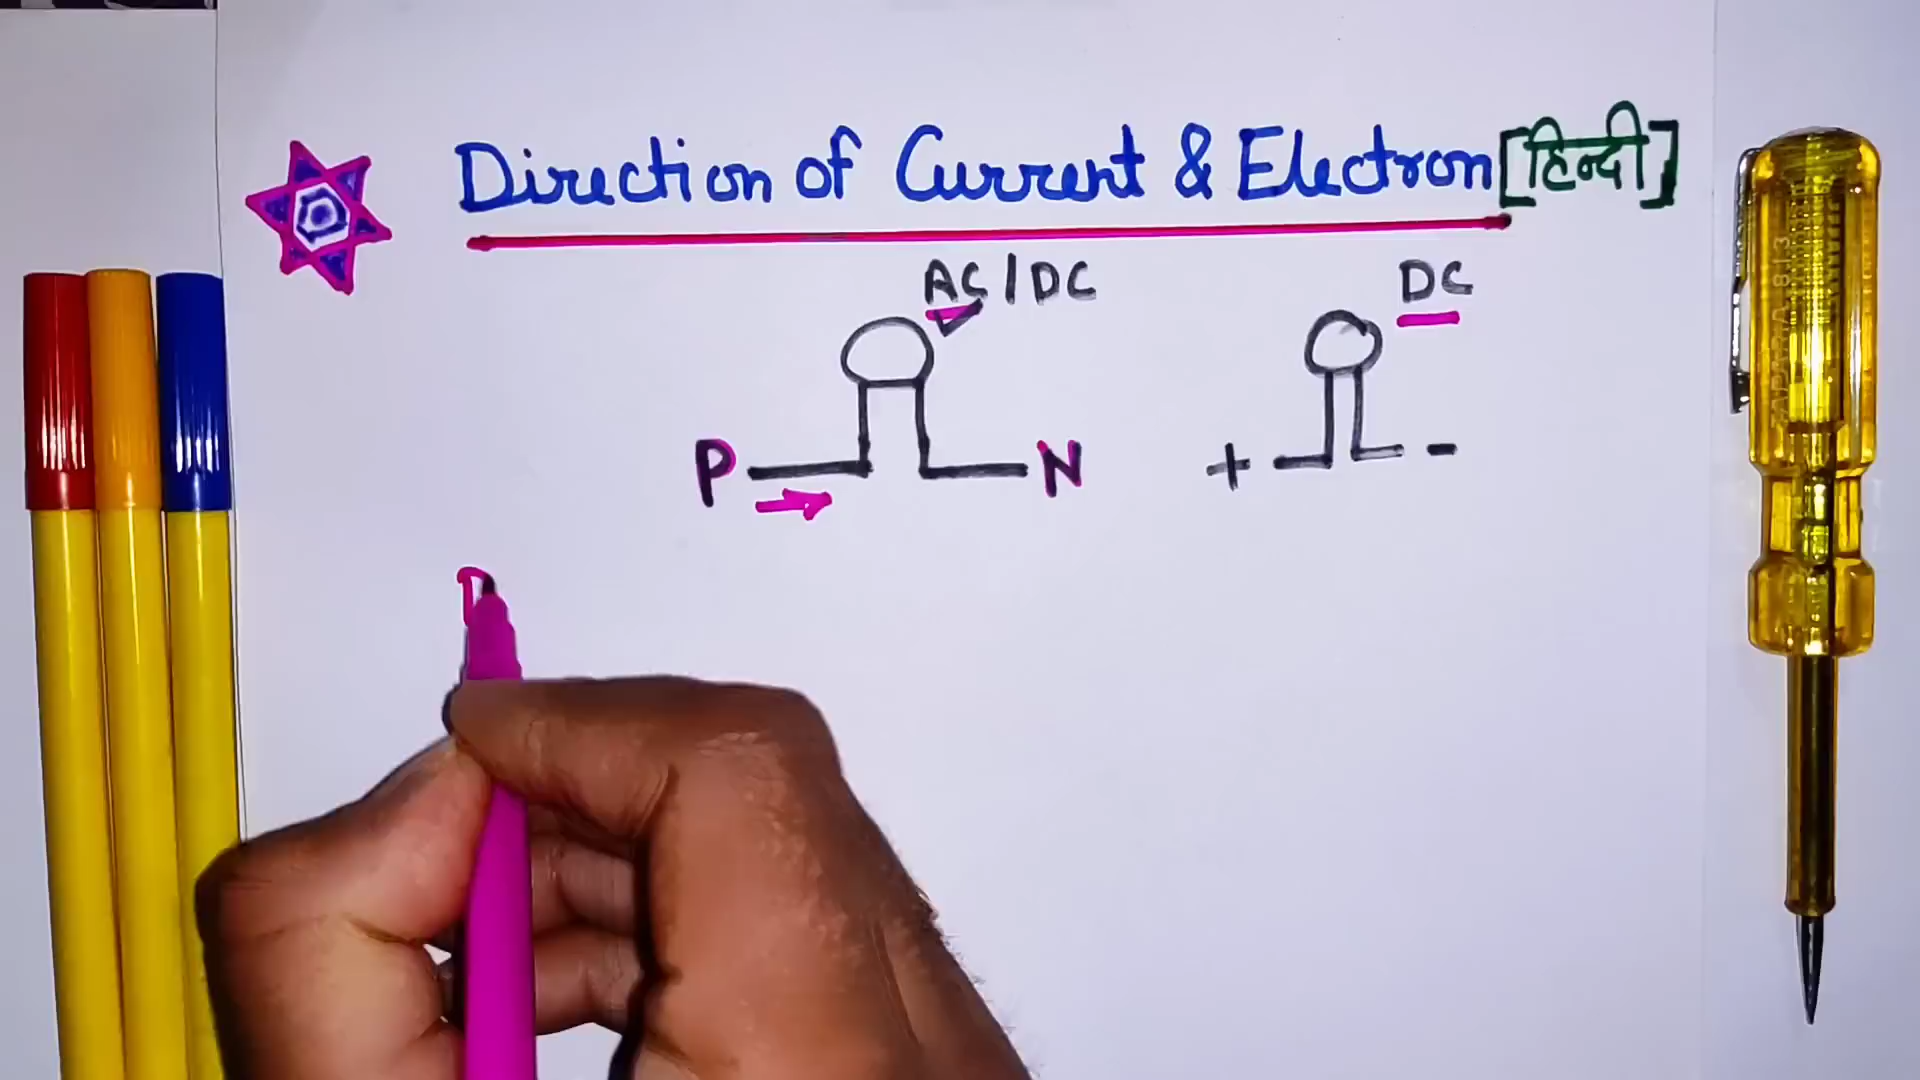 Direction of Current & Electron [हिन्दी]
AC / DC
DC
P N
+ -